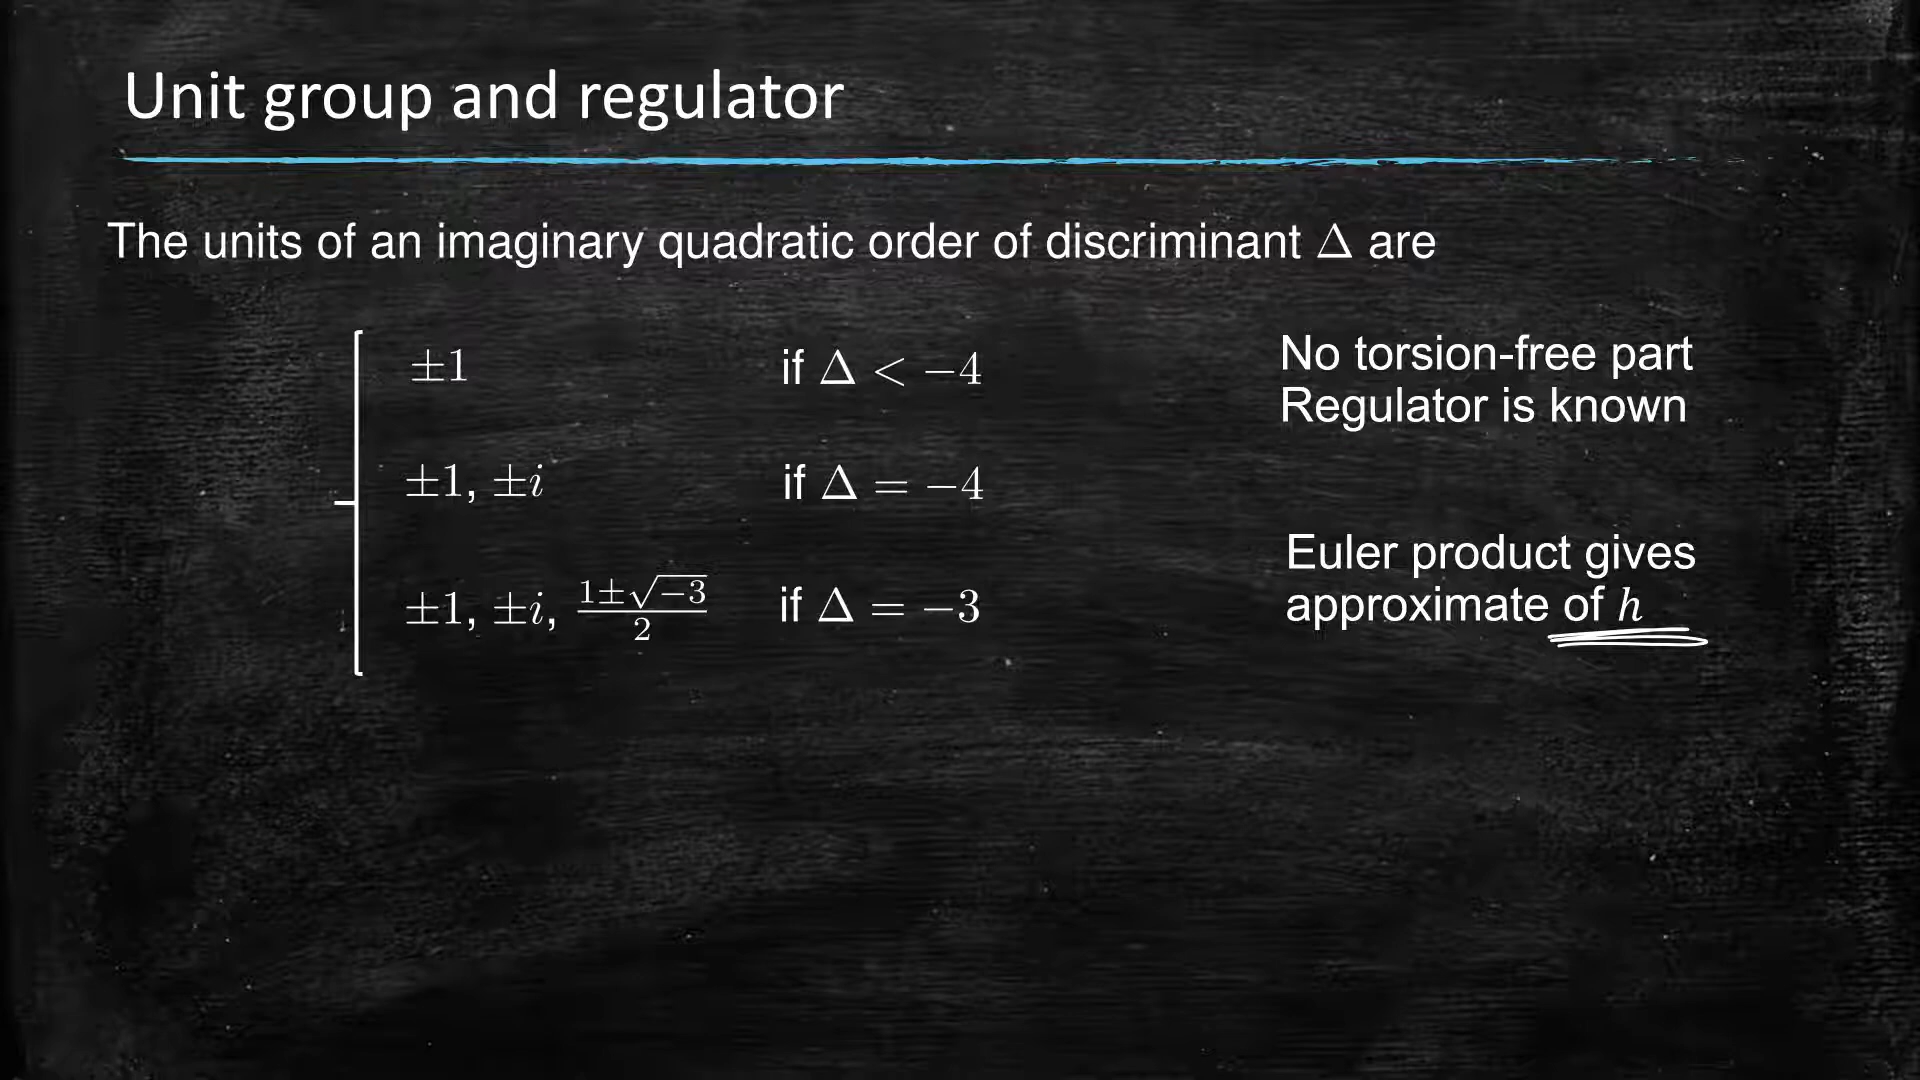 Unit group and regulator
The units of an imaginary quadratic order of discriminant Δ are
±1 if Δ < −4
±1, ±i if Δ = −4
±1, ±i, (1±√−3)/2 if Δ = −3
No torsion-free part
Regulator is known
Euler product gives
approximate of h